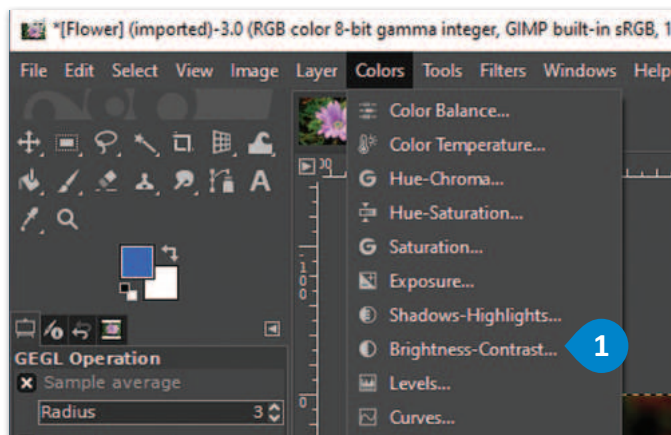 *[Flower] (imported)-3.0 (RGB color 8-bit gamma integer, GIMP built-in sRGB, 1
File Edit Select View Image Layer Colors Tools Filters Windows Help
Color Balance...
Color Temperature...
Hue-Chroma...
Hue-Saturation...
Saturation...
Exposure...
Shadows-Highlights...
Brightness-Contrast... 1
Levels...
Curves...
GEGL Operation
Sample average
Radius 3
100
0